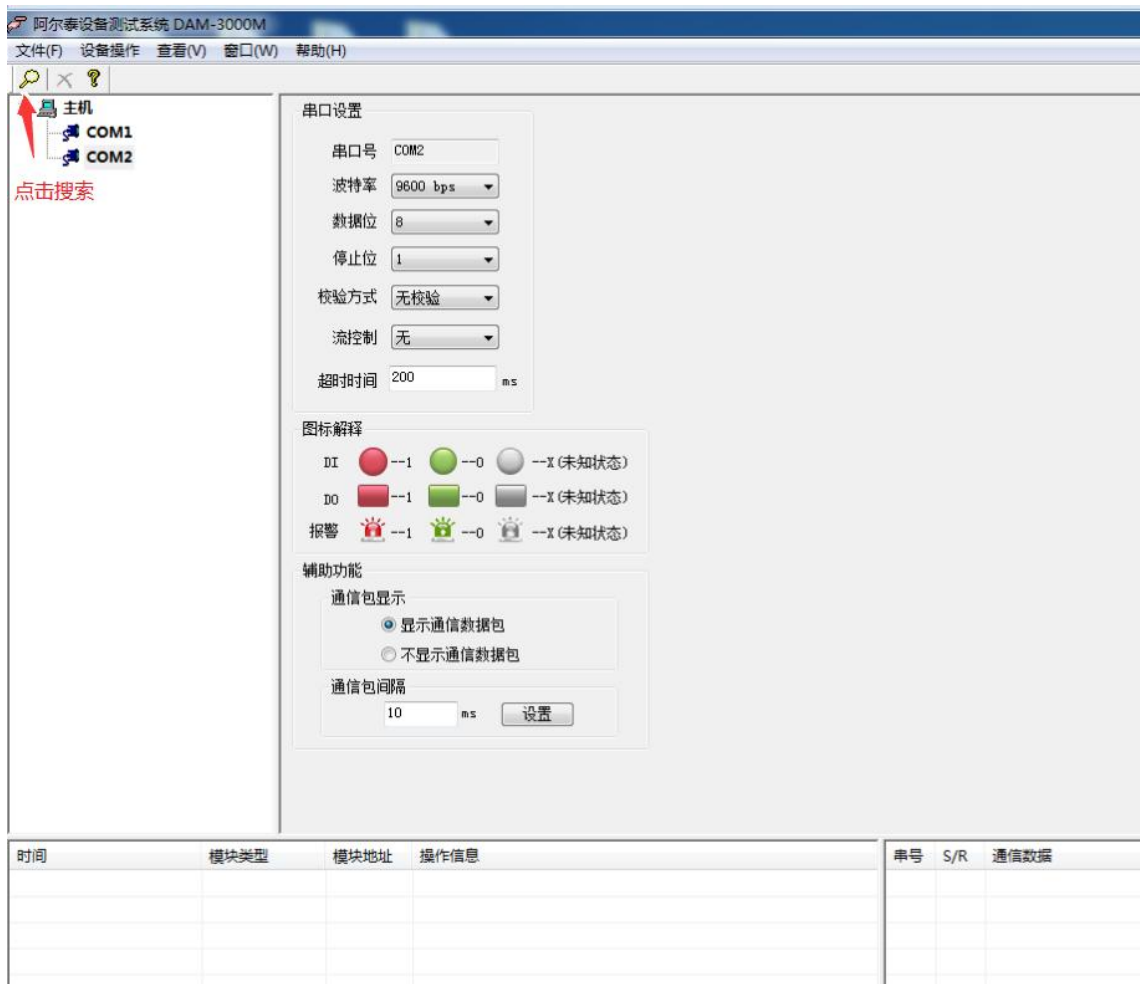 阿尔泰设备测试系统 DAM-3000M
文件(F) 设备操作 查看(V) 窗口(W) 帮助(H)
主机
COM1
COM2
点击搜索
串口设置
串口号 COM2
波特率 9600 bps
数据位 8
停止位 1
校验方式 无校验
流控制 无
超时时间 200 ms
图标解释
DI --1 --0 --X(未知状态)
DO --1 --0 --X(未知状态)
报警 --1 --0 --X(未知状态)
辅助功能
通信包显示
显示通信数据包
不显示通信数据包
通信包间隔
10 ms 设置
时间 模块类型 模块地址 操作信息 串号 S/R 通信数据